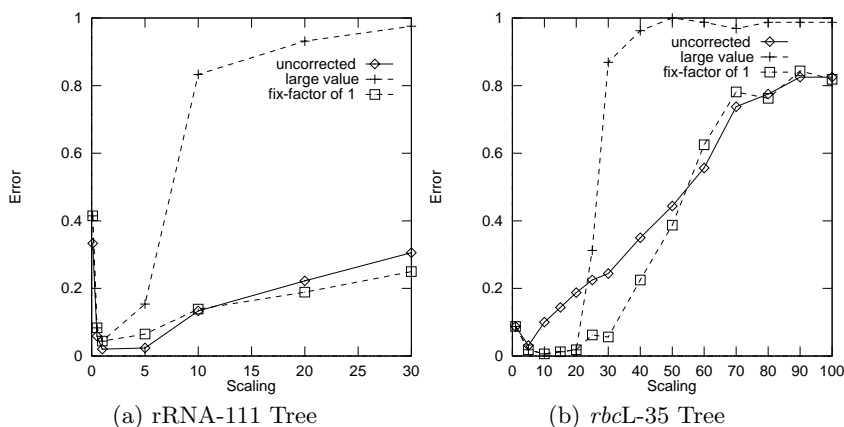 1
0.8
0.6
0.4
0.2
0
Error
uncorrected
large value
fix-factor of 1
0 5 10 15 20 25 30
Scaling
(a) rRNA-111 Tree
1
0.8
0.6
0.4
0.2
0
Error
uncorrected
large value
fix-factor of 1
0 10 20 30 40 50 60 70 80 90 100
Scaling
(b) rbcL-35 Tree